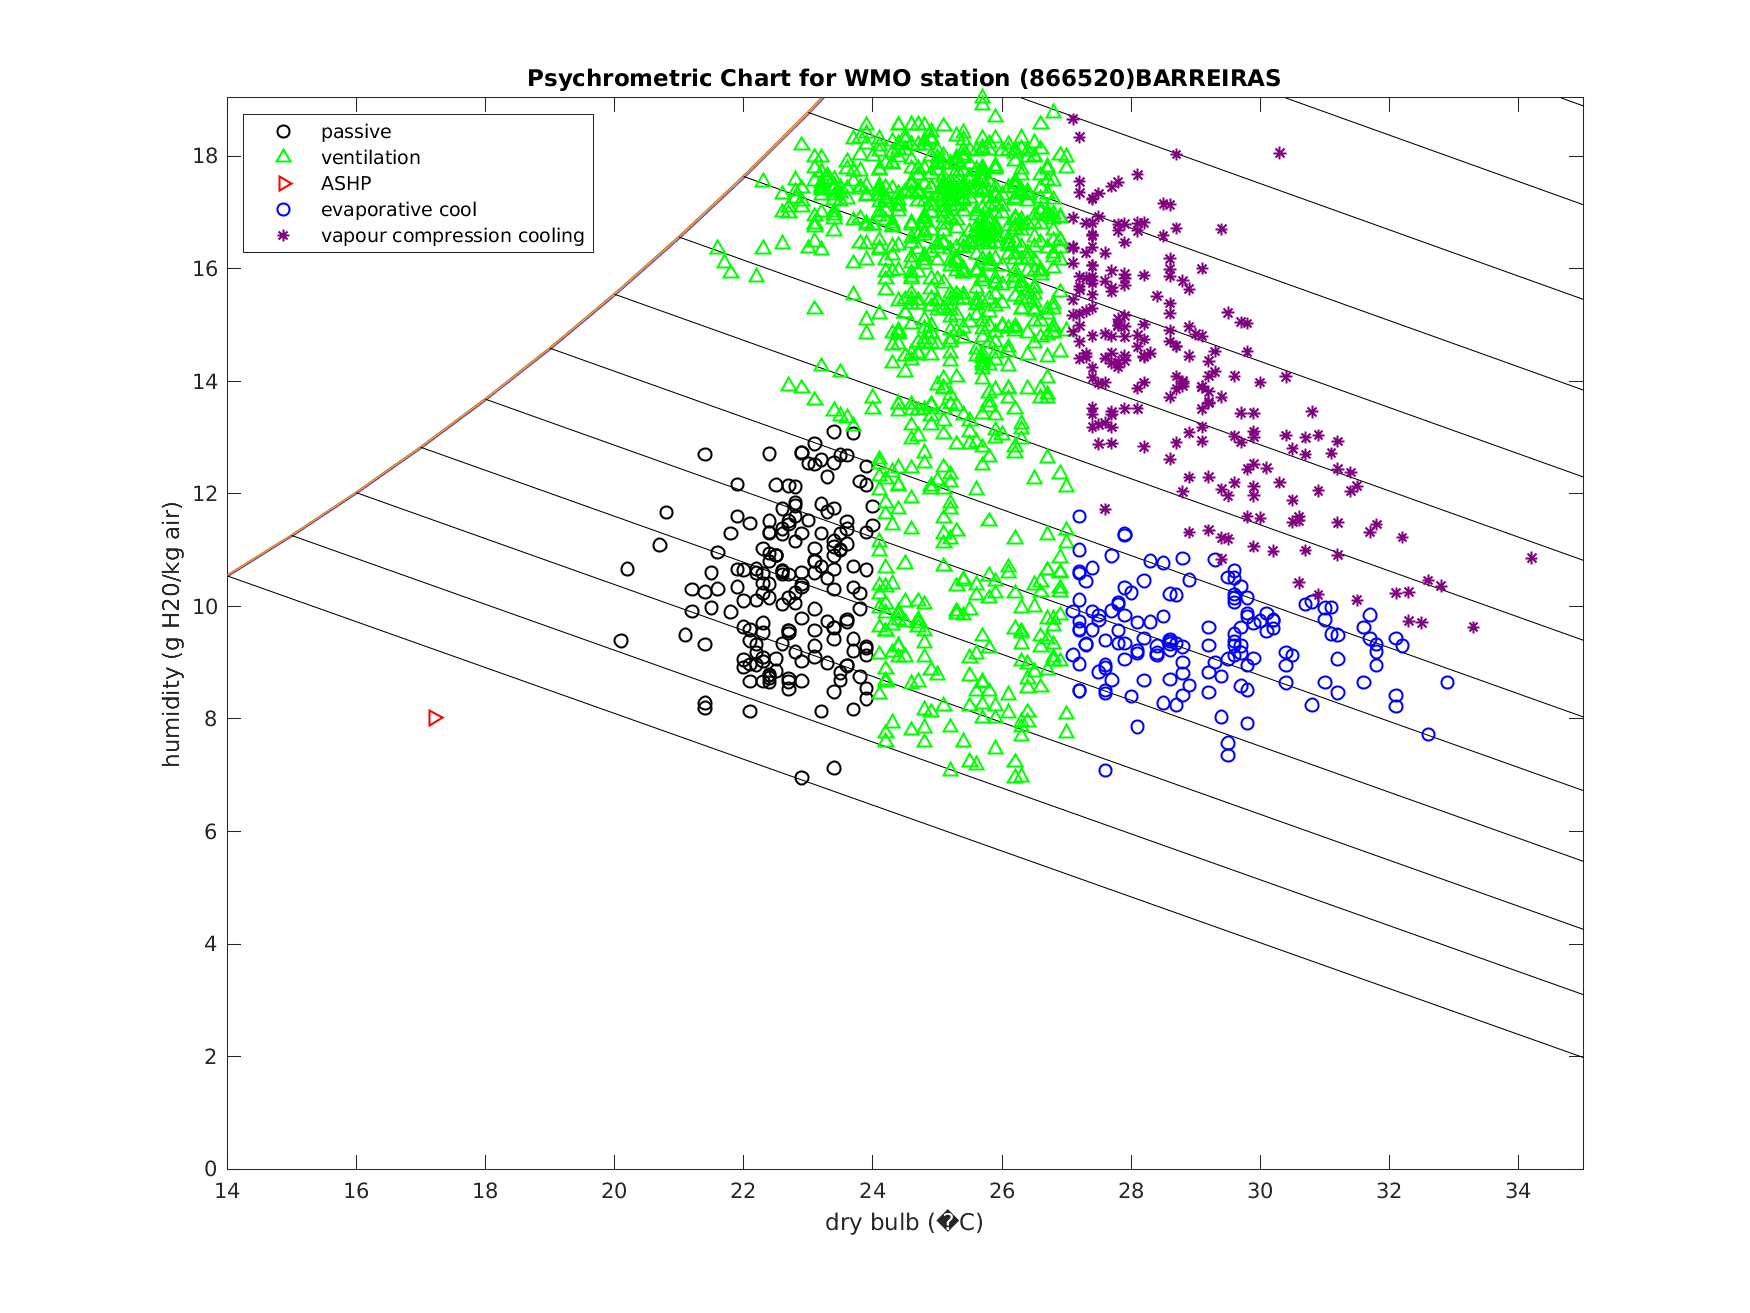 Psychrometric Chart for WMO station (866520)BARREIRAS
passive
ventilation
ASHP
evaporative cool
vapour compression cooling
18
16
14
12
10
8
6
4
2
0
humidity (g H20/kg air)
14 16 18 20 22 24 26 28 30 32 34
dry bulb (�C)